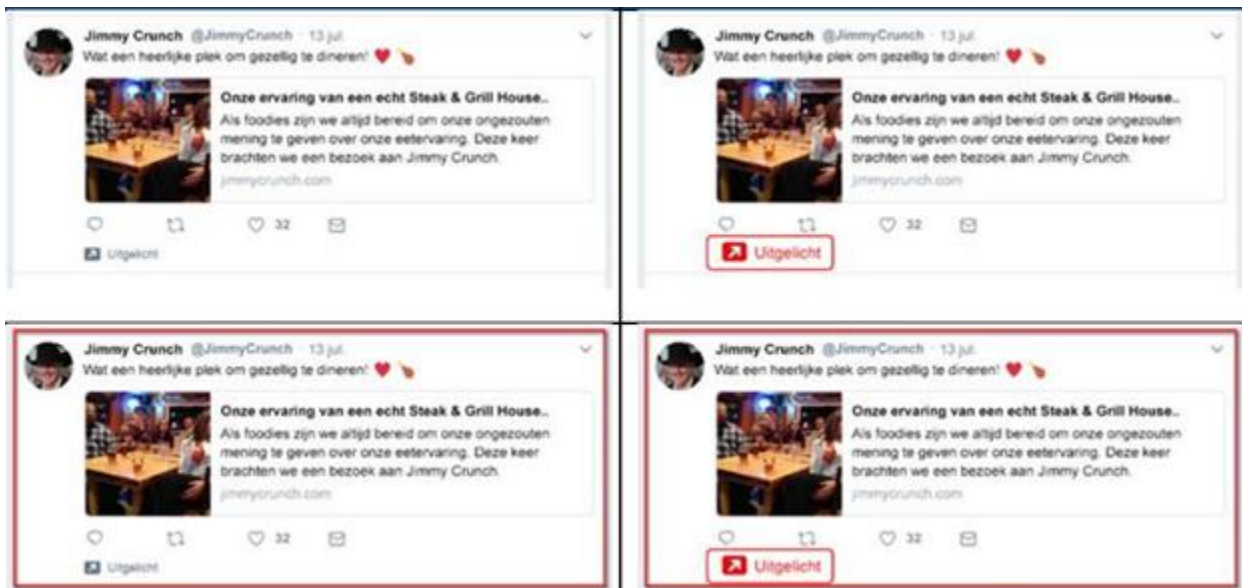 Jimmy Crunch @JimmyCrunch · 13 jul.
Wat een heerlijke plek om gezellig te dineren!
Onze ervaring van een echt Steak & Grill House..
Als foodies zijn we altijd bereid om onze ongezouten
mening te geven over onze eetervaring. Deze keer
brachten we een bezoek aan Jimmy Crunch.
jimmycrunch.com
32
Uitgelicht
Jimmy Crunch @JimmyCrunch · 13 jul.
Wat een heerlijke plek om gezellig te dineren!
Onze ervaring van een echt Steak & Grill House..
Als foodies zijn we altijd bereid om onze ongezouten
mening te geven over onze eetervaring. Deze keer
brachten we een bezoek aan Jimmy Crunch.
jimmycrunch.com
32
Uitgelicht
Jimmy Crunch @JimmyCrunch · 13 jul.
Wat een heerlijke plek om gezellig te dineren!
Onze ervaring van een echt Steak & Grill House..
Als foodies zijn we altijd bereid om onze ongezouten
mening te geven over onze eetervaring. Deze keer
brachten we een bezoek aan Jimmy Crunch.
jimmycrunch.com
32
Uitgelicht
Jimmy Crunch @JimmyCrunch · 13 jul.
Wat een heerlijke plek om gezellig te dineren!
Onze ervaring van een echt Steak & Grill House..
Als foodies zijn we altijd bereid om onze ongezouten
mening te geven over onze eetervaring. Deze keer
brachten we een bezoek aan Jimmy Crunch.
jimmycrunch.com
32
Uitgelicht